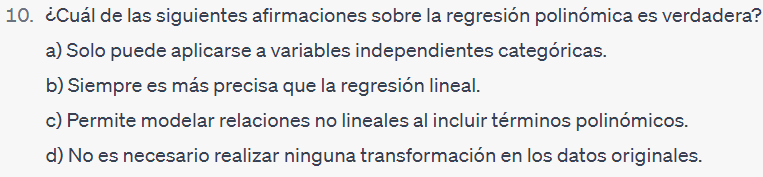 10. ¿Cuál de las siguientes afirmaciones sobre la regresión polinómica es verdadera?
a) Solo puede aplicarse a variables independientes categóricas.
b) Siempre es más precisa que la regresión lineal.
c) Permite modelar relaciones no lineales al incluir términos polinómicos.
d) No es necesario realizar ninguna transformación en los datos originales.